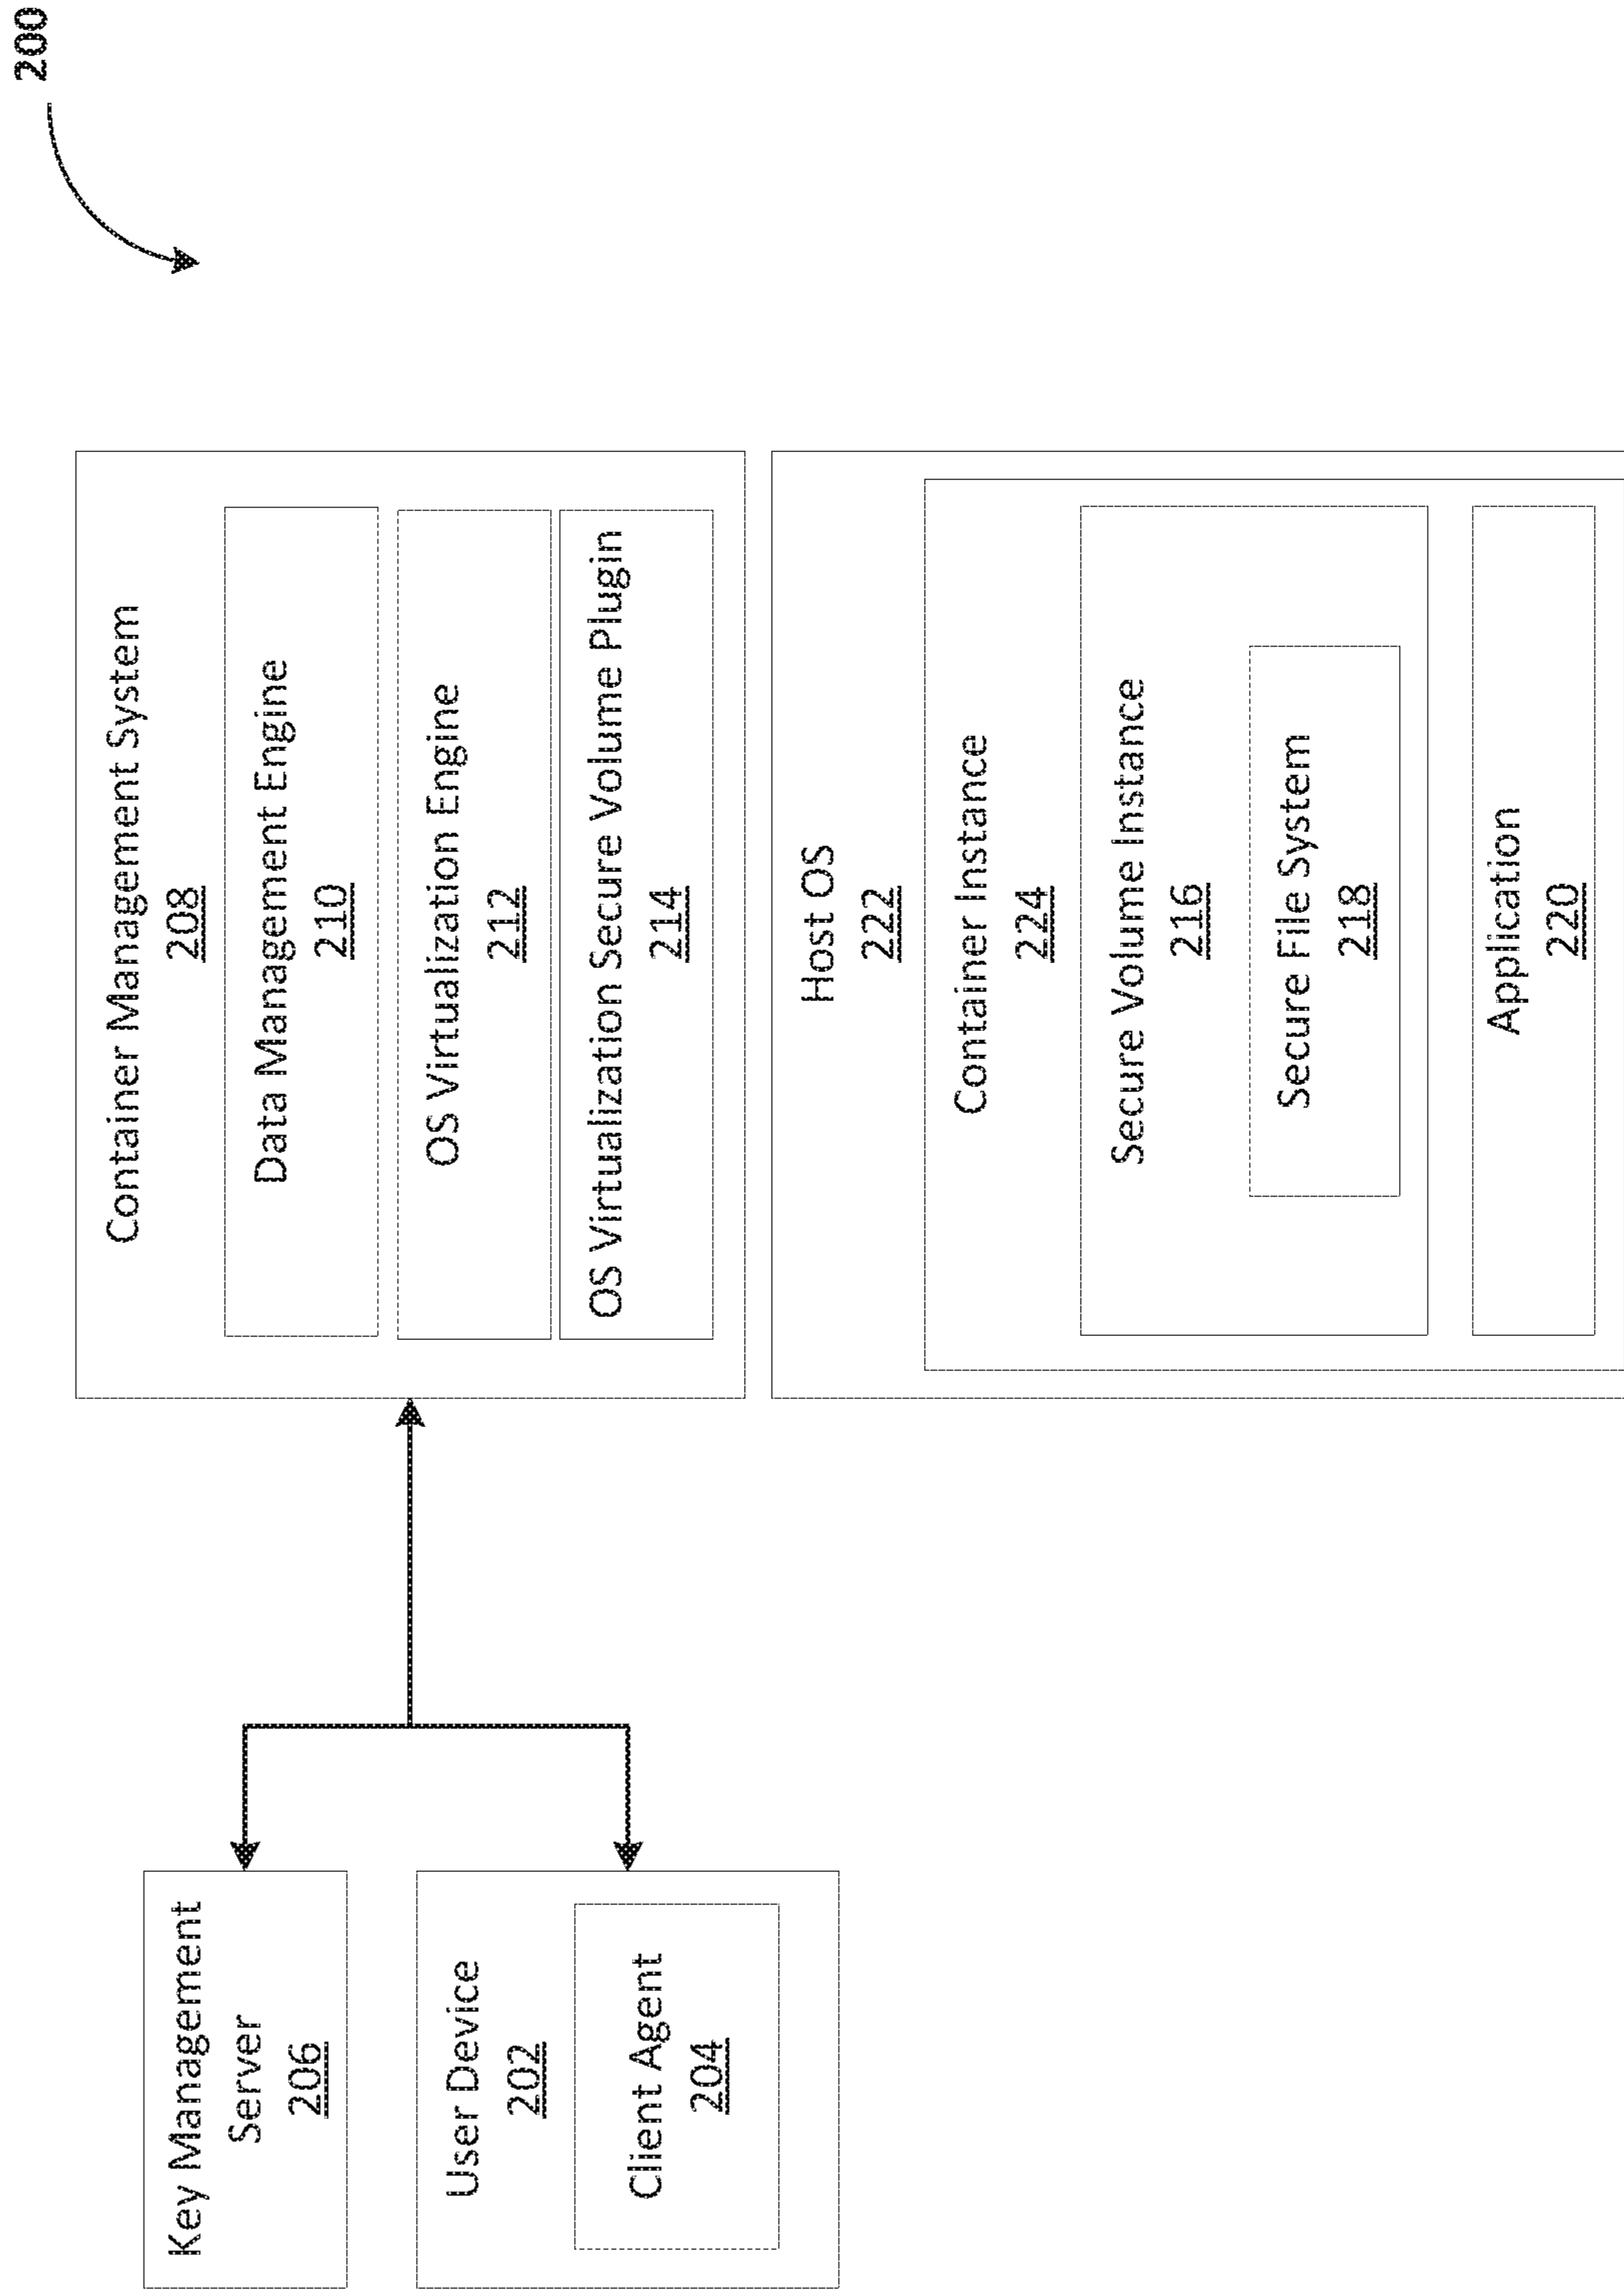 200
Key Management
Server
206
User Device
202
Client Agent
204
Container Management System
208
Data Management Engine
210
OS Virtualization Engine
212
OS Virtualization Secure Volume Plugin
214
Host OS
222
Container Instance
224
Secure Volume Instance
216
Secure File System
218
Application
220